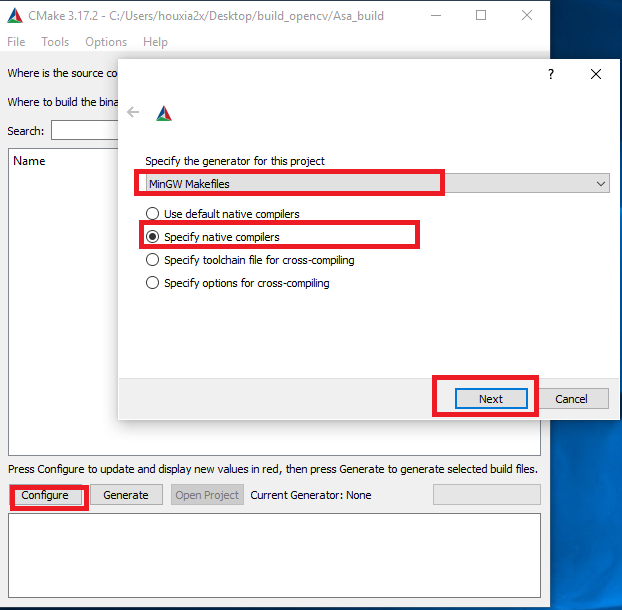 CMake 3.17.2 - C:/Users/houxia2x/Desktop/build_opencv/Asa_build
File Tools Options Help
Where is the source co
Where to build the bina
Search:
Name
?
Specify the generator for this project
MinGW Makefiles
Use default native compilers
Specify native compilers
Specify toolchain file for cross-compiling
Specify options for cross-compiling
Next Cancel
Press Configure to update and display new values in red, then press Generate to generate selected build files.
Configure Generate Open Project Current Generator: None